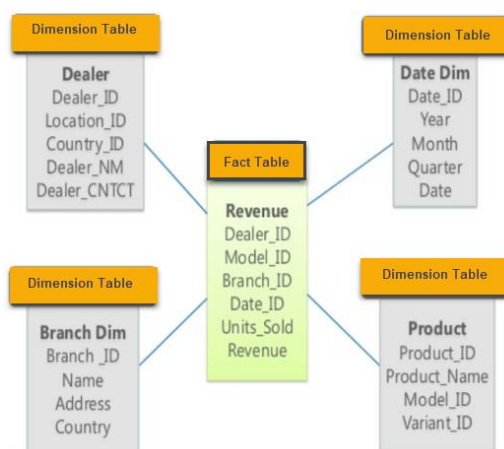 Dimension Table
Dealer
Dealer_ID
Location_ID
Country_ID
Dealer_NM
Dealer_CNTCT
Dimension Table
Date Dim
Date_ID
Year
Month
Quarter
Date
Fact Table
Revenue
Dealer_ID
Model_ID
Branch_ID
Date_ID
Units_Sold
Revenue
Dimension Table
Branch Dim
Branch _ID
Name
Address
Country
Dimension Table
Product
Product_ID
Product_Name
Model_ID
Variant_ID